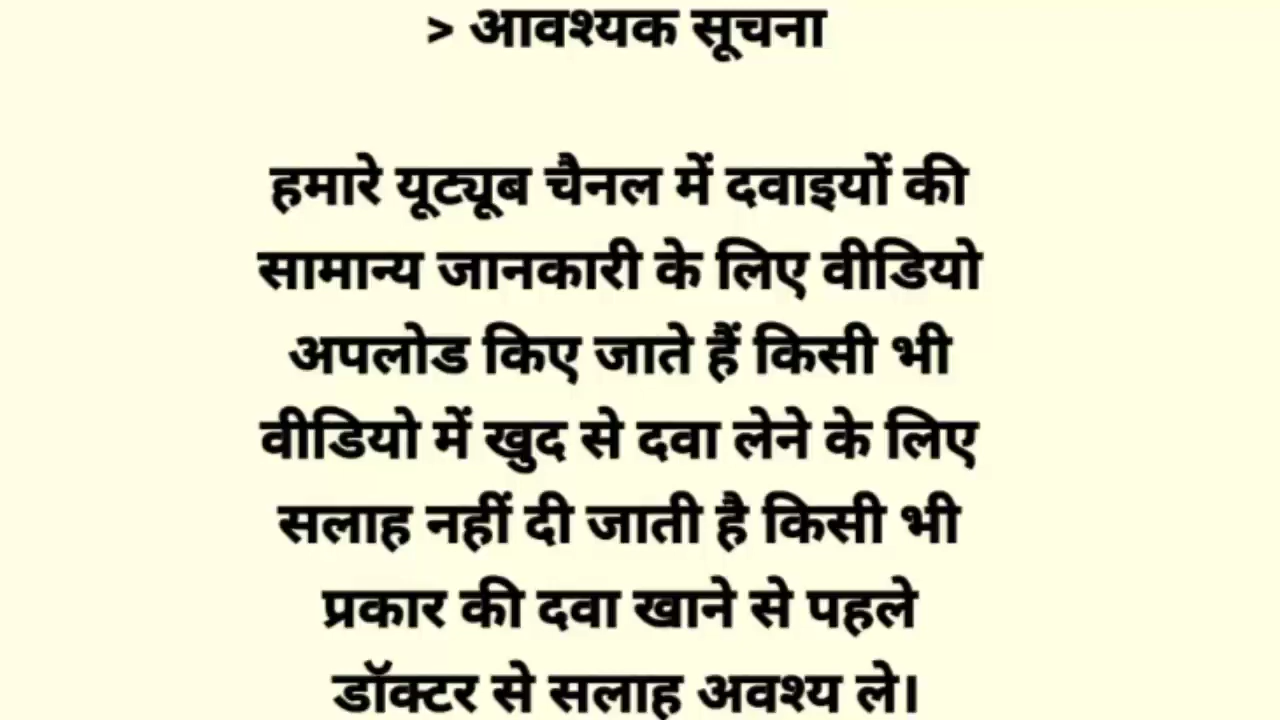 > आवश्यक सूचना
हमारे यूट्यूब चैनल में दवाइयों की
सामान्य जानकारी के लिए वीडियो
अपलोड किए जाते हैं किसी भी
वीडियो में खुद से दवा लेने के लिए
सलाह नहीं दी जाती है किसी भी
प्रकार की दवा खाने से पहले
डॉक्टर से सलाह अवश्य ले।